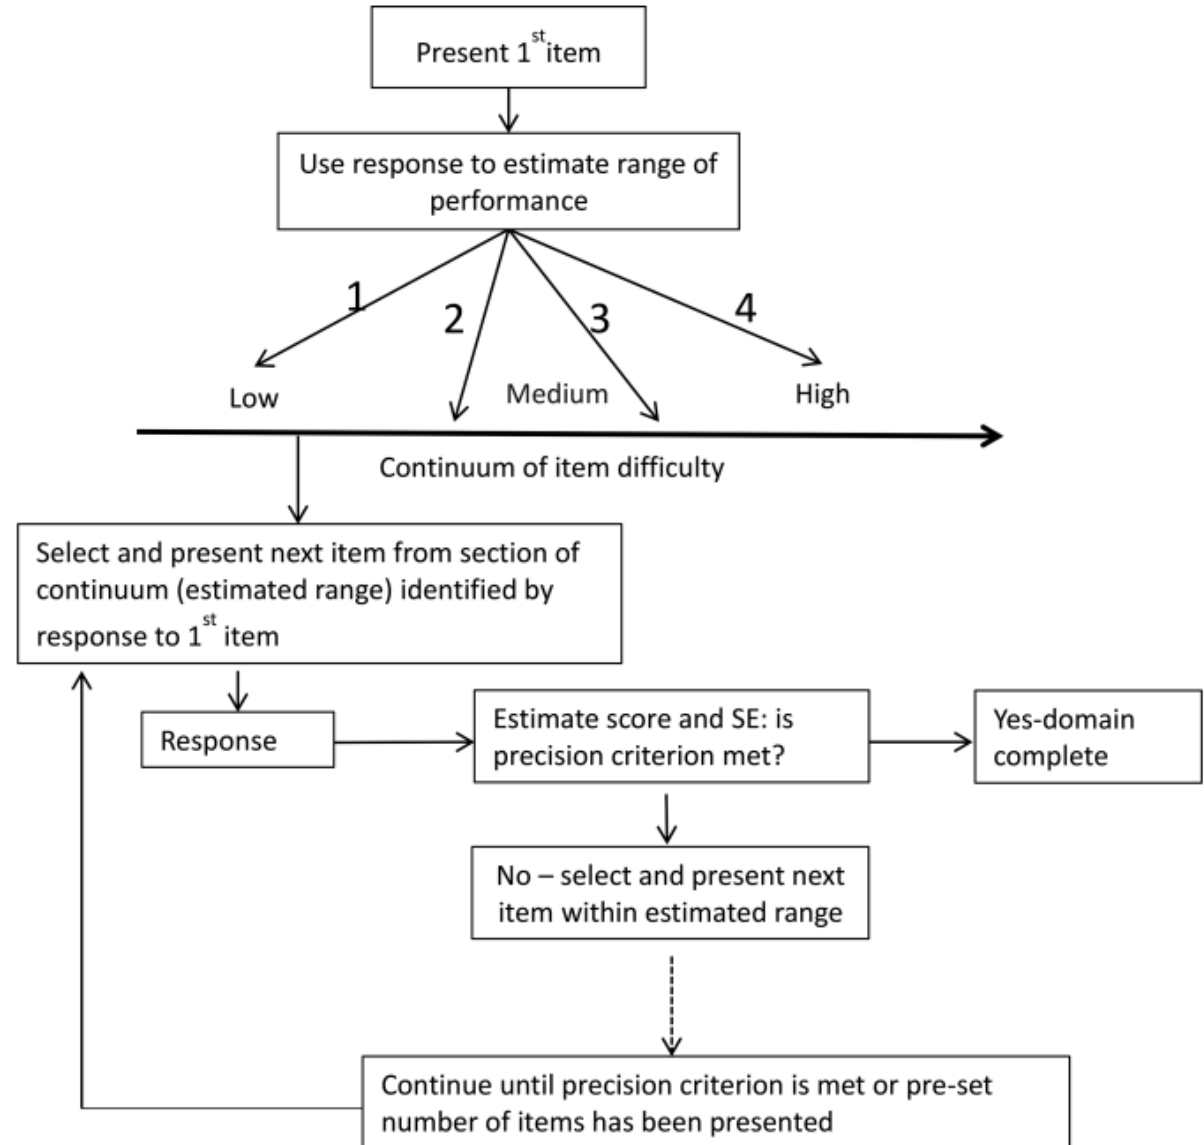 Present 1st item
Use response to estimate range of
performance
1
2
3
4
Low
Medium
High
Continuum of item difficulty
Select and present next item from section of
continuum (estimated range) identified by
response to 1st item
Response
Estimate score and SE: is
precision criterion met?
Yes-domain
complete
No – select and present next
item within estimated range
Continue until precision criterion is met or pre-set
number of items has been presented